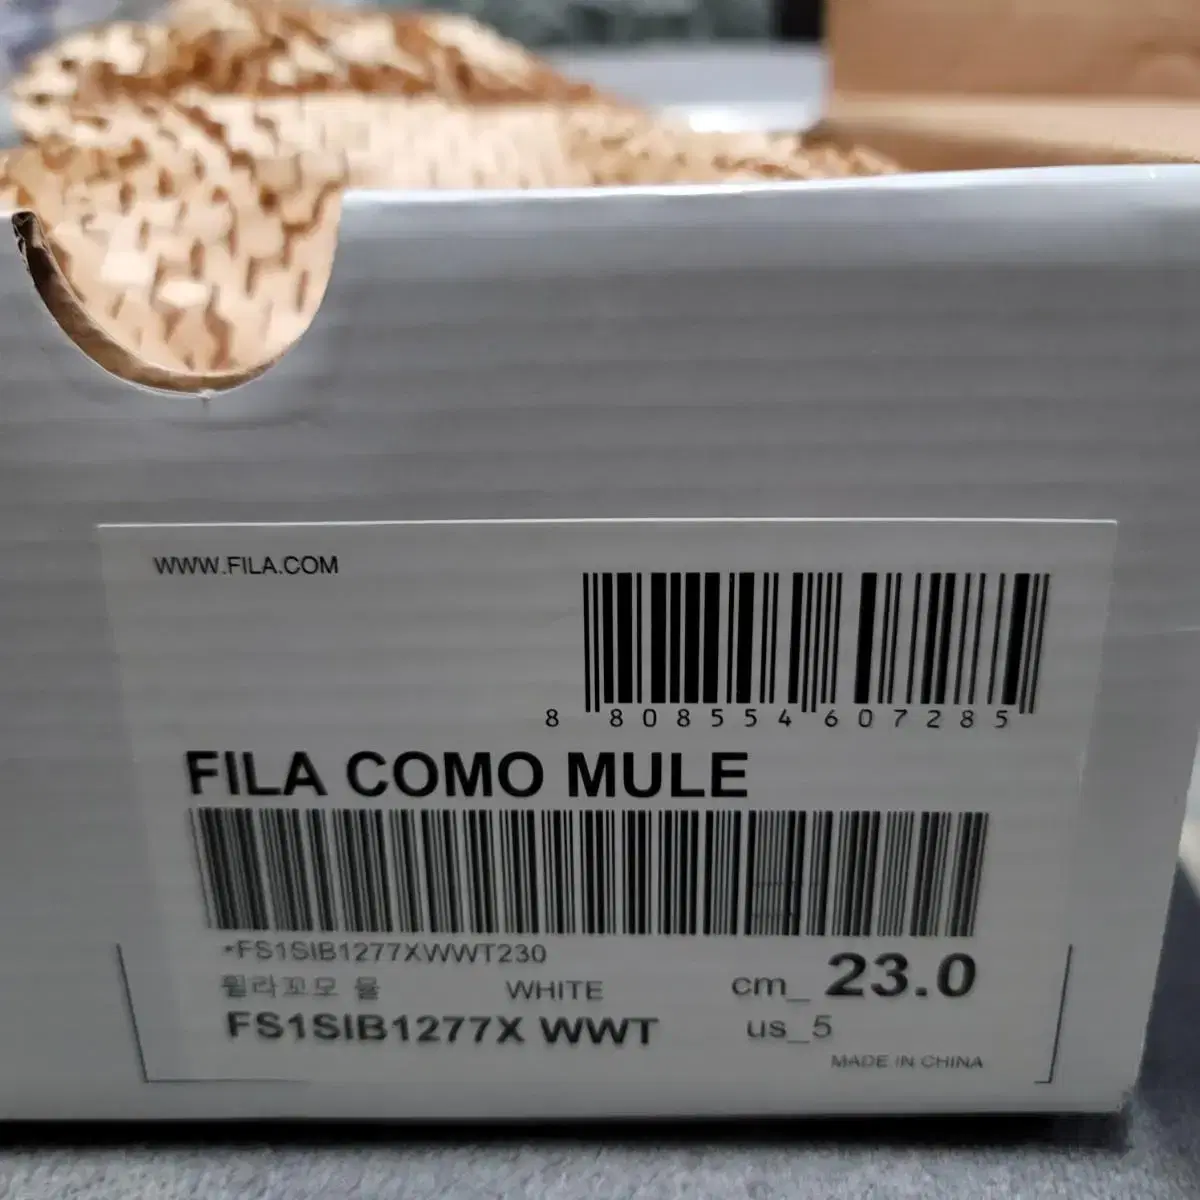 WWW.FILA.COM
8 808554 607285
FILA COMO MULE
*FS1SIB1277XWWT230
휠라꼬모 뮬 WHITE cm_ 23.0
FS1SIB1277X WWT us_5
MADE IN CHINA